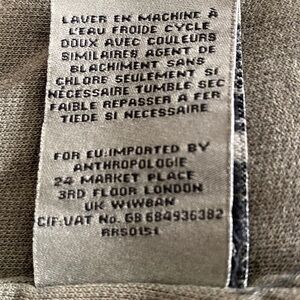 LAVER EN MACHINE À
L'EAU FROIDE CYCLE
DOUX AVEC COULEURS
SIMILAIRES AGENT DE
BLACHIMENT SANS
CHLORE SEULEMENT SI
NÉCESSAIRE TUMBLE SEC
FAIBLE REPASSER A FER
TIEDE SI NECESSAIRE
FOR EU:IMPORTED BY
ANTHROPOLOGIE
24 MARKET PLACE
3RD FLOOR LONDON
UK W1W8AN
CIF:VAT No. GB 684936382
RRS0151